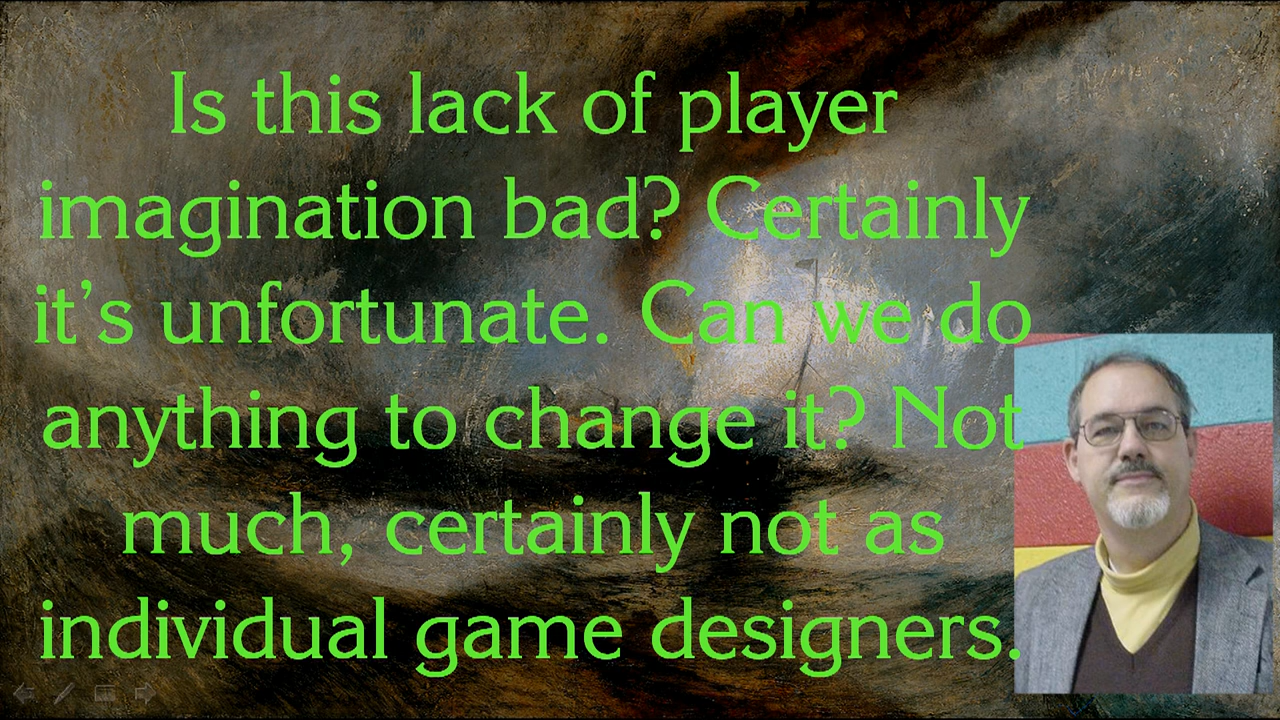 Is this lack of player
imagination bad? Certainly
it’s unfortunate. Can we do
anything to change it? Not
much, certainly not as
individual game designers.